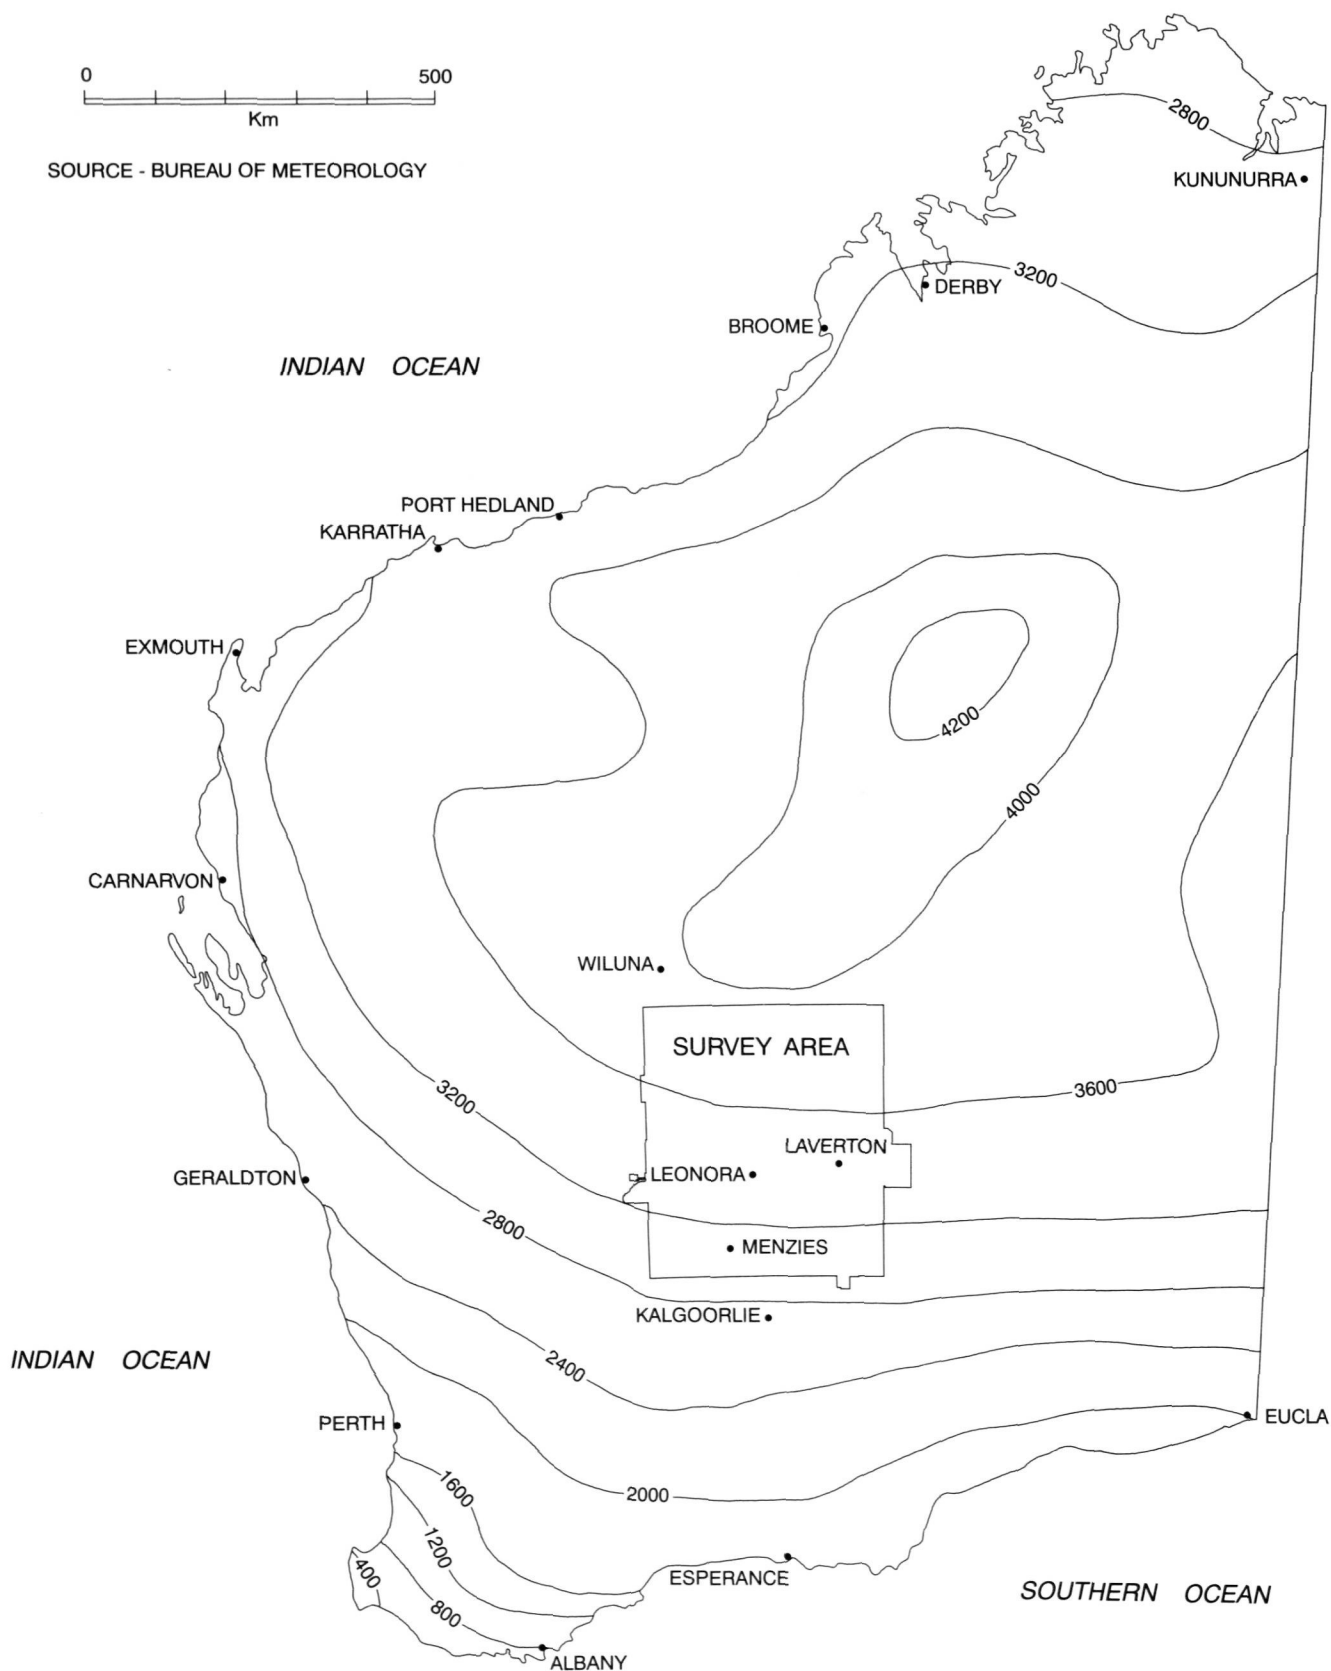 0 500
Km
SOURCE - BUREAU OF METEOROLOGY
2800
KUNUNURRA
3200
DERBY
BROOME
INDIAN OCEAN
PORT HEDLAND
KARRATHA
EXMOUTH
4200
4000
CARNARVON
WILUNA
SURVEY AREA
3200
3600
LAVERTON
LEONORA
GERALDTON
2800
MENZIES
KALGOORLIE
INDIAN OCEAN
2400
PERTH
EUCLA
1600
2000
1200
400
ESPERANCE
SOUTHERN OCEAN
800
ALBANY